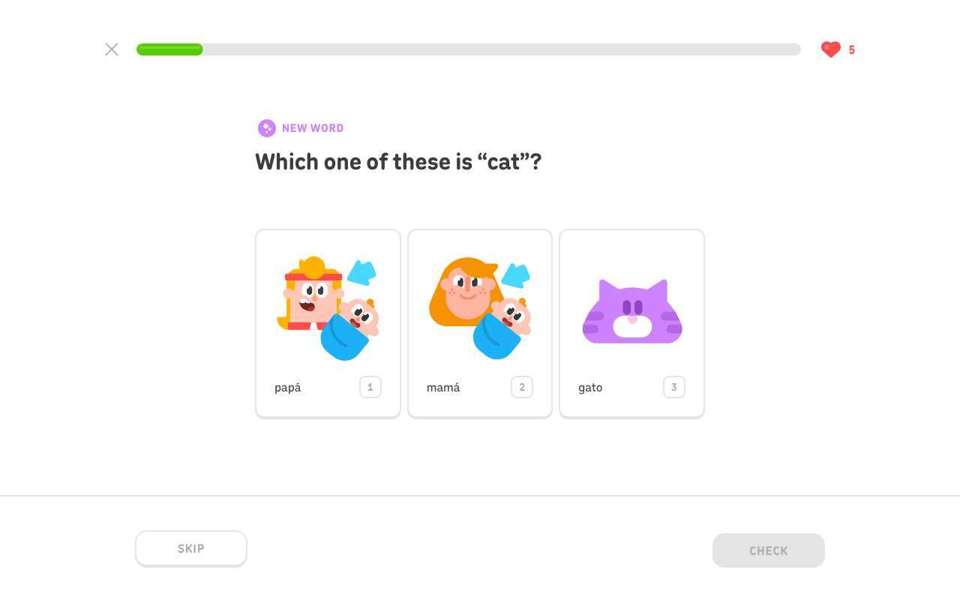 5
NEW WORD
Which one of these is “cat”?
papá 1
mamá 2
gato 3
SKIP
CHECK